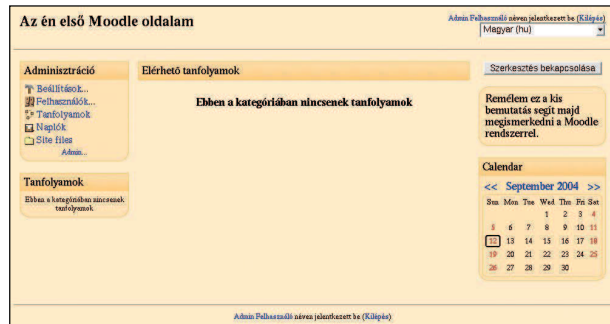 Az én első Moodle oldalam
Admin Felhasználó néven jelentkezett be (Kilépés)
Magyar (hu)
Adminisztráció
Beállítások...
Felhasználók...
Tanfolyamok
Naplók
Site files
Admin...
Tanfolyamok
Ebben a kategóriában nincsenek
tanfolyamok
Elérhető tanfolyamok
Ebben a kategóriában nincsenek tanfolyamok
Szerkesztés bekapcsolása
Remélem ez a kis
bemutatás segít majd
megismerkedni a Moodle
rendszerrel.
Calendar
<< September 2004 >>
Sun Mon Tue Wed Thu Fri Sat
1 2 3 4
5 6 7 8 9 10 11
12 13 14 15 16 17 18
19 20 21 22 23 24 25
26 27 28 29 30
Admin Felhasználó néven jelentkezett be (Kilépés)